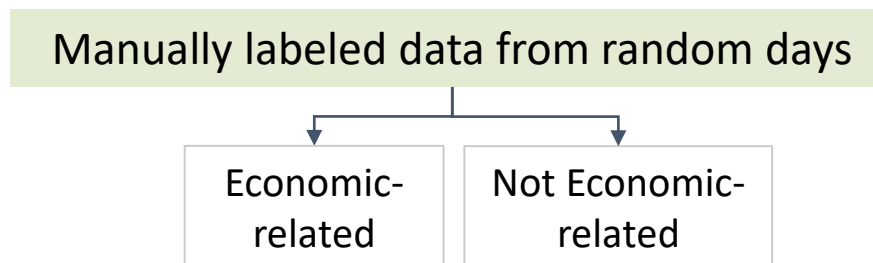 Manually labeled data from random days
Economic-
related
Not Economic-
related